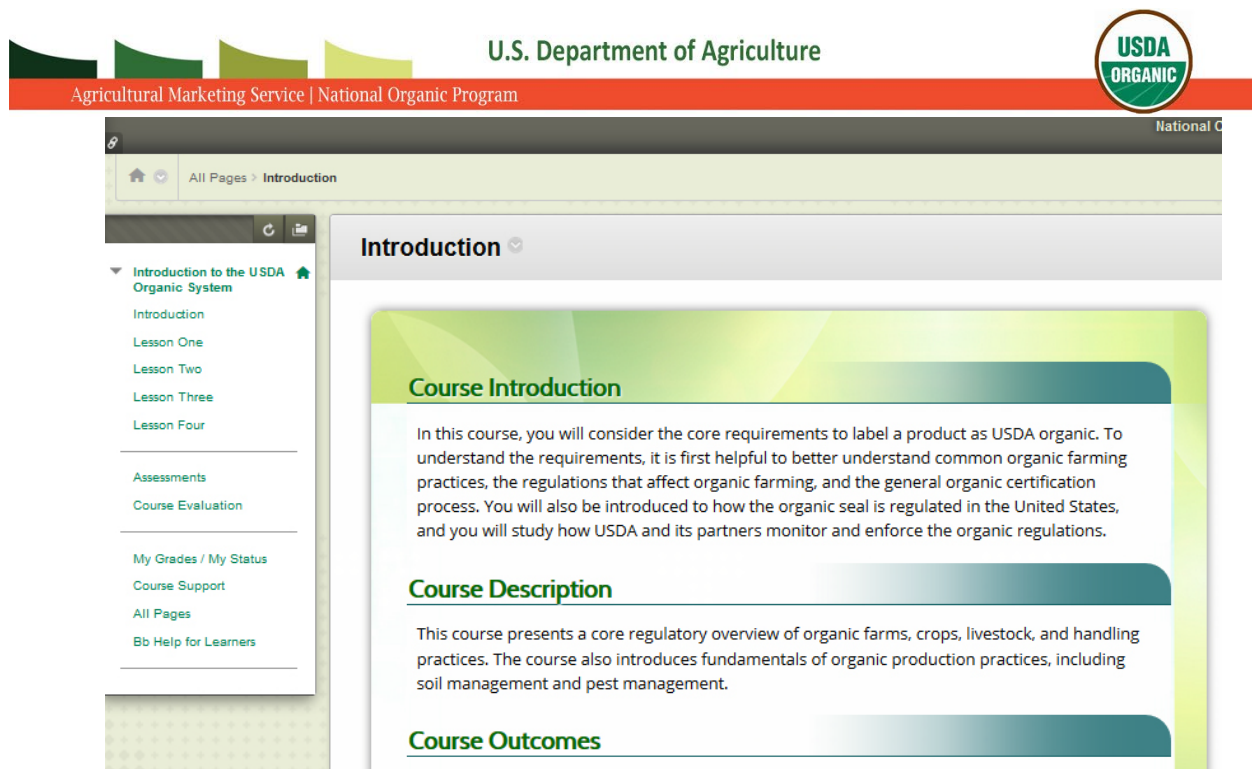 U.S. Department of Agriculture
USDA
ORGANIC
Agricultural Marketing Service | National Organic Program
National
All Pages > Introduction
Introduction
Introduction to the USDA
Organic System
Introduction
Lesson One
Lesson Two
Lesson Three
Lesson Four
Assessments
Course Evaluation
My Grades / My Status
Course Support
All Pages
Bb Help for Learners
Course Introduction
In this course, you will consider the core requirements to label a product as USDA organic. To
understand the requirements, it is first helpful to better understand common organic farming
practices, the regulations that affect organic farming, and the general organic certification
process. You will also be introduced to how the organic seal is regulated in the United States,
and you will study how USDA and its partners monitor and enforce the organic regulations.
Course Description
This course presents a core regulatory overview of organic farms, crops, livestock, and handling
practices. The course also introduces fundamentals of organic production practices, including
soil management and pest management.
Course Outcomes